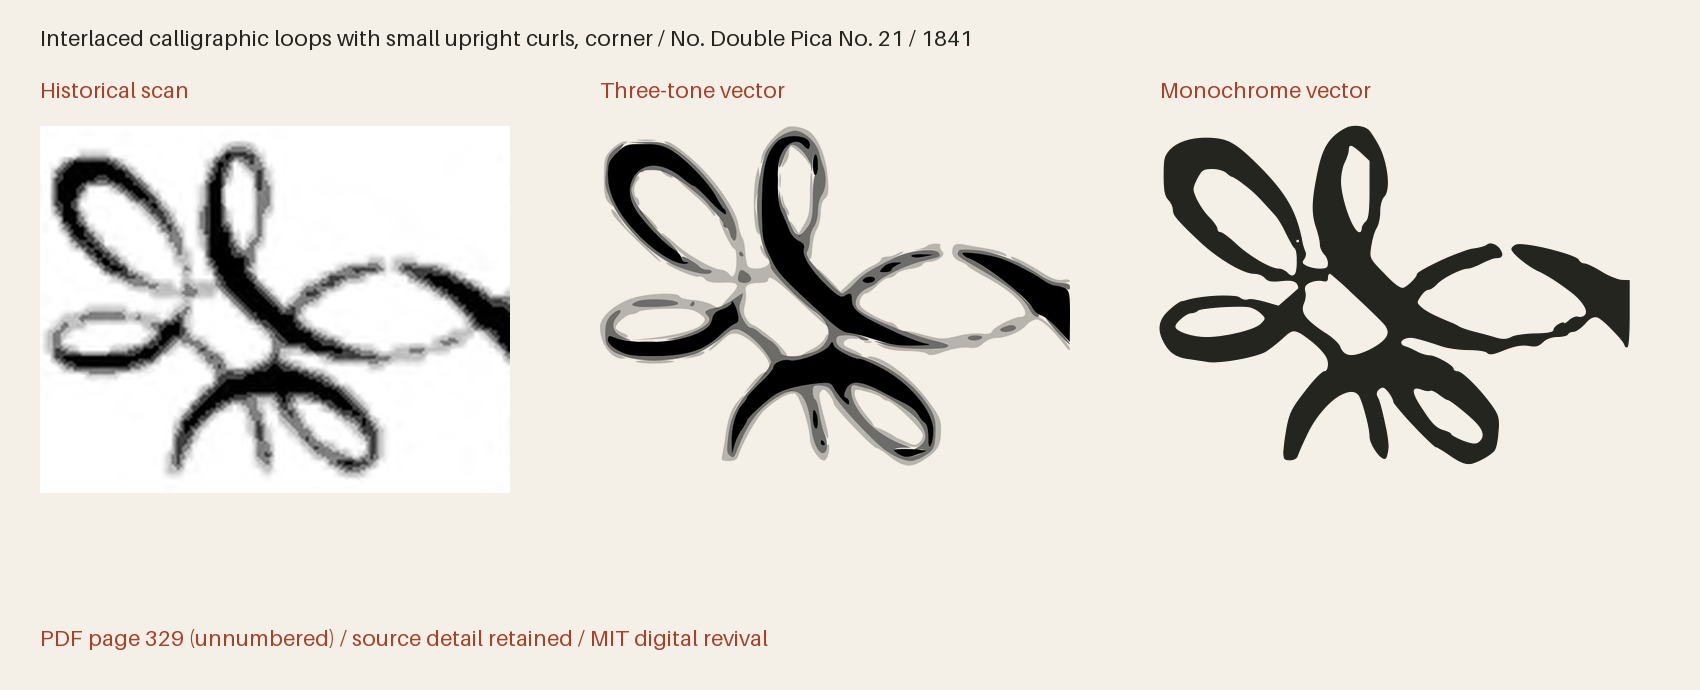 Interlaced calligraphic loops with small upright curls, corner / No. Double Pica No. 21 / 1841
Historical scan
Three-tone vector
Monochrome vector
PDF page 329 (unnumbered) / source detail retained / MIT digital revival